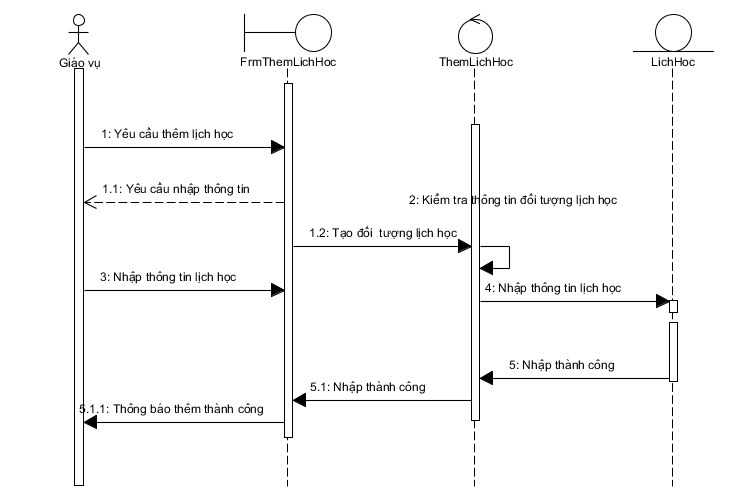 Giáo vụ
FrmThemLichHoc
ThemLichHoc
LichHoc
1: Yêu cầu thêm lịch học
1.1: Yêu cầu nhập thông tin
2: Kiểm tra thông tin đối tượng lịch học
1.2: Tạo đối tượng lịch học
3: Nhập thông tin lịch học
4: Nhập thông tin lịch học
5: Nhập thành công
5.1: Nhập thành công
5.1.1: Thông báo thêm thành công